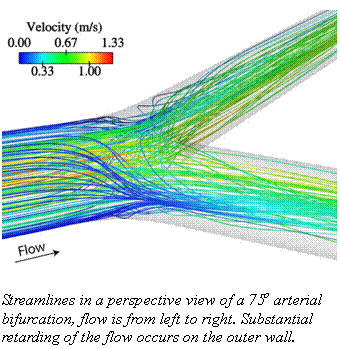 Velocity (m/s)
0.00 0.67 1.33
0.33 1.00
Flow
Streamlines in a perspective view of a 75° arterial
bifurcation, flow is from left to right. Substantial
retarding of the flow occurs on the outer wall.